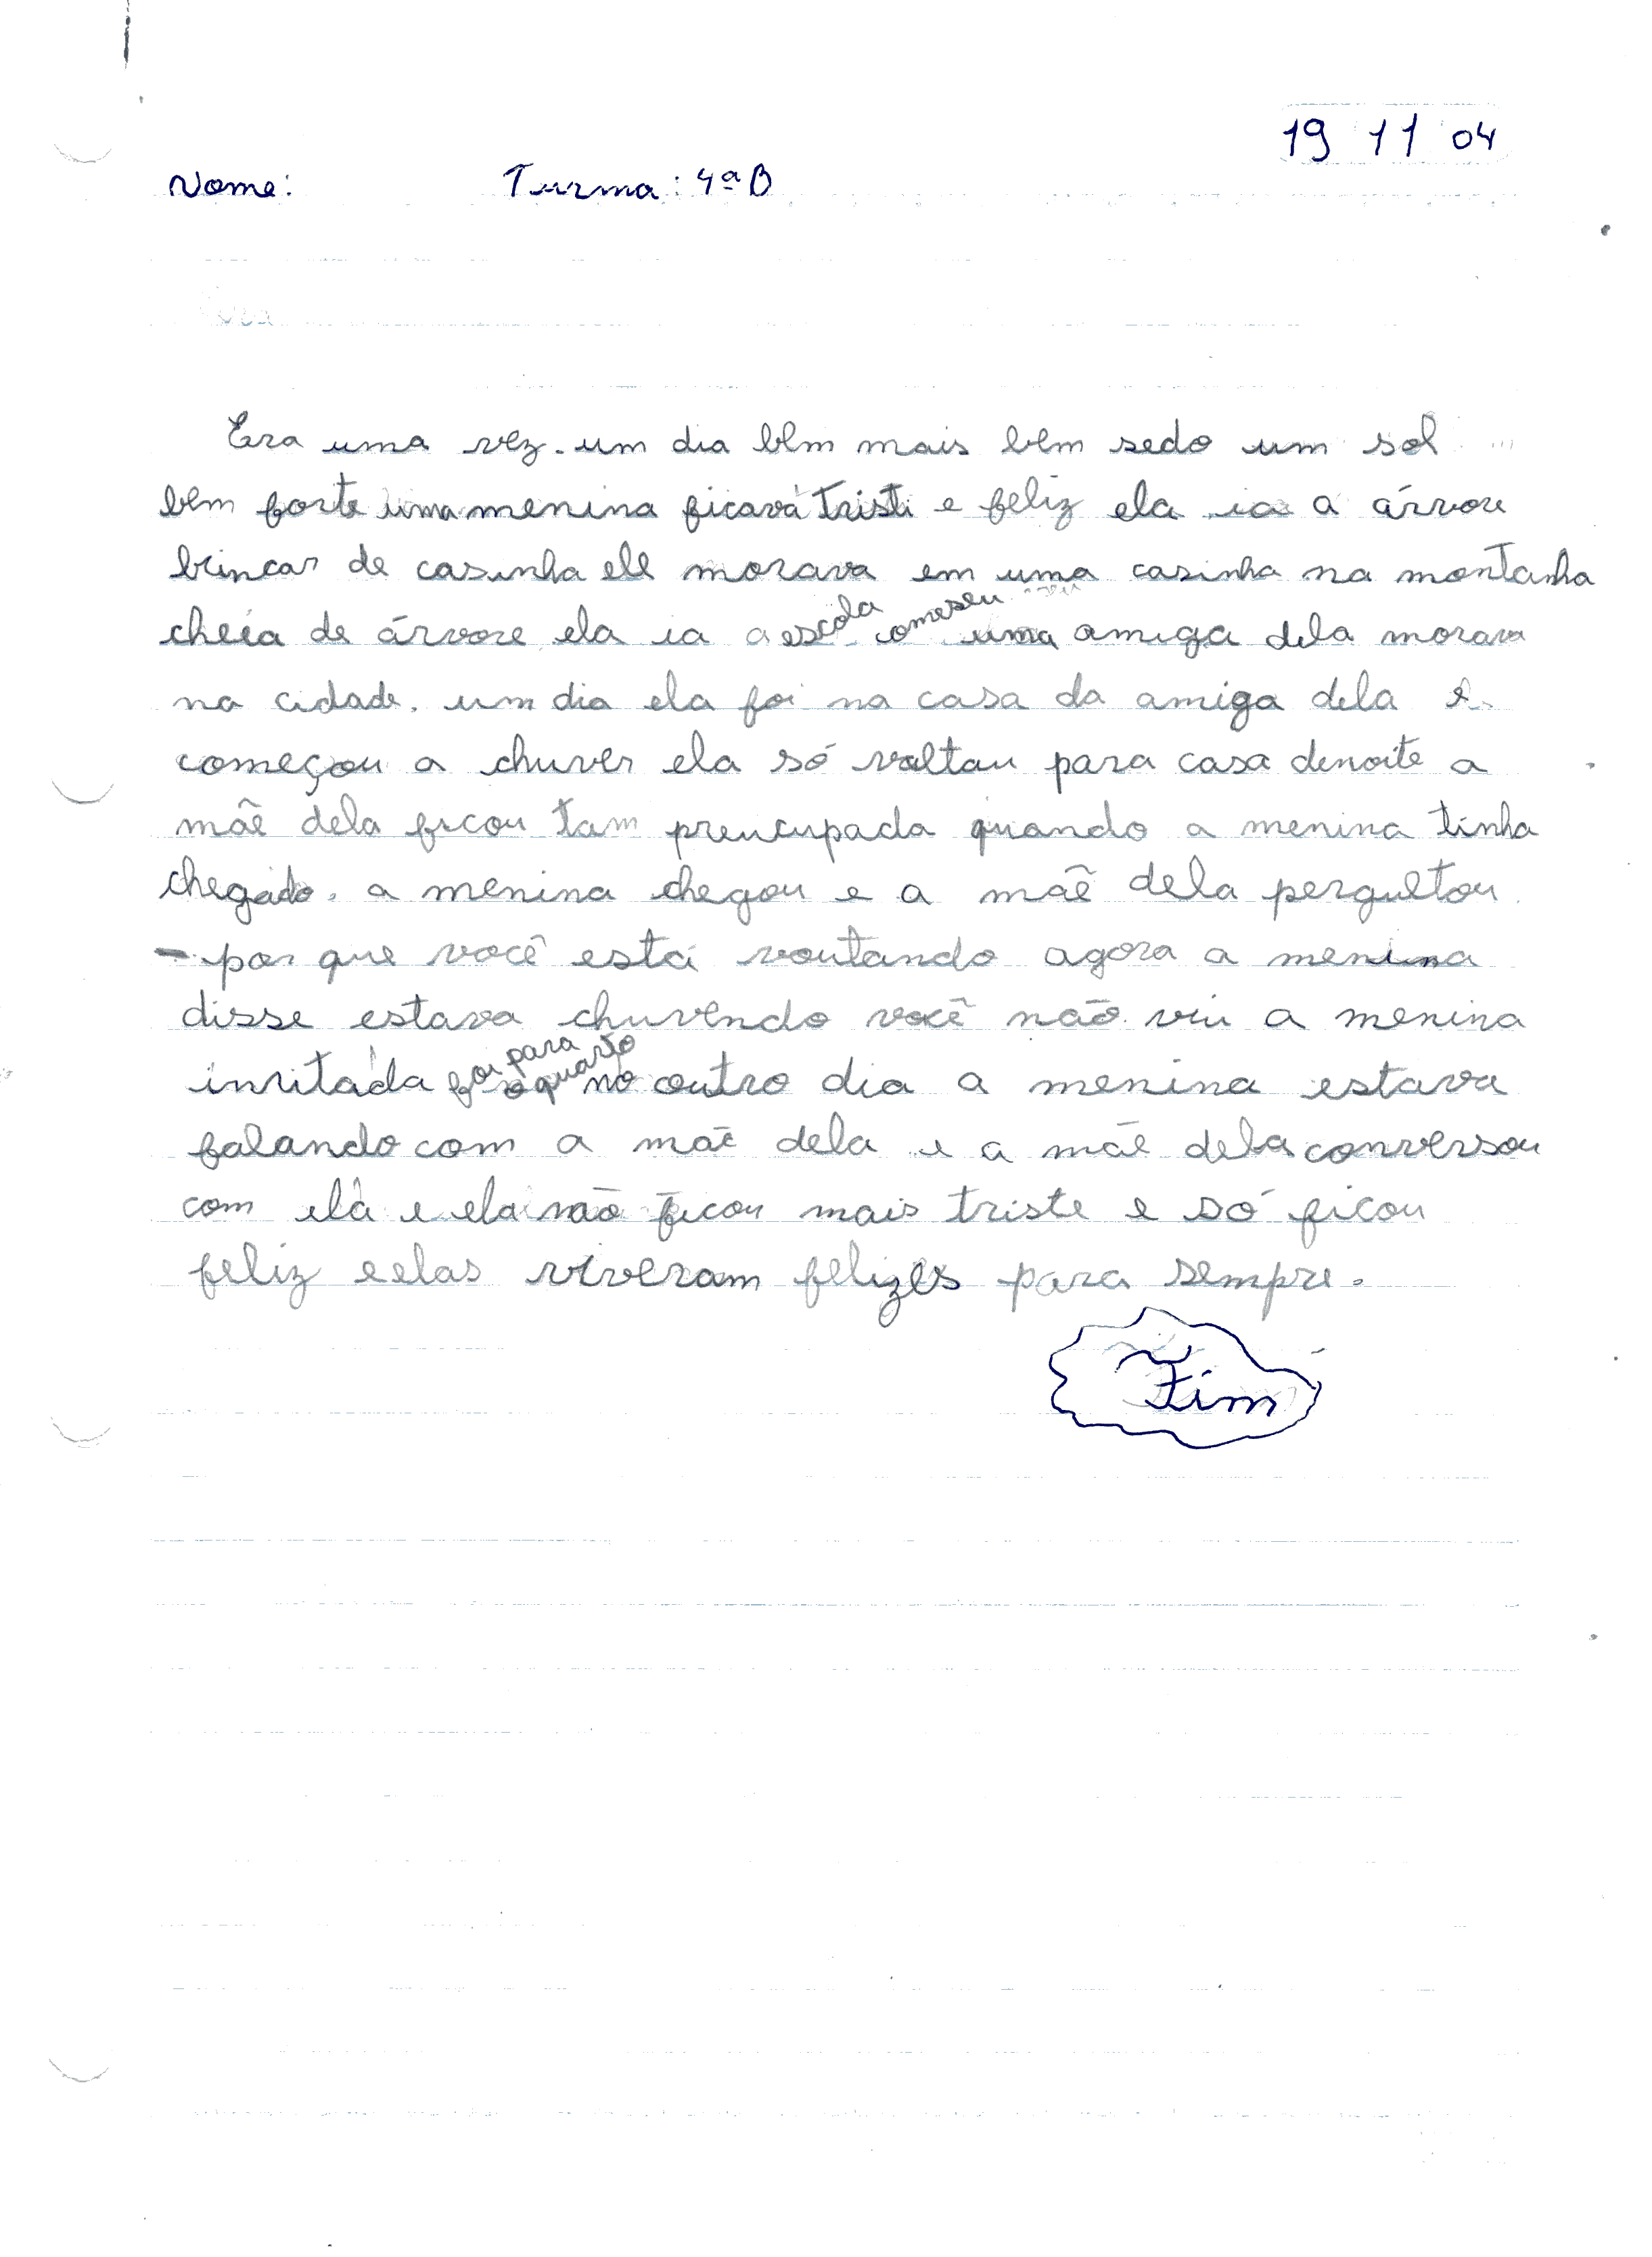 19 11 04
Nome: Turma: 4ª B
Era uma vez. um dia bem mais bem sedo um sol
bem forte uma menina ficava triste e feliz ela ia a árvore
brincar de casinha ele morava em uma casinha na montanha
cheia de árvore ela ia a escola comeseu uma amiga dela morava
na cidade. um dia ela foi na casa da amiga dela e
começou a chuver ela só voltau para casa denoite a
mãe dela ficou tam preucupada quando a menina tinha
chegado. a menina chegou e a mãe dela pergultou
- por que você está voutando agora a menina
disse estava chuvendo você não viu a menina
inritada foi para o quarto no outro dia a menina estava
falando com a mãe dela e a mãe dela conversou
com ela e ela não ficou mais triste e só ficou
feliz e elas viveram felizes para sempre.
Fim